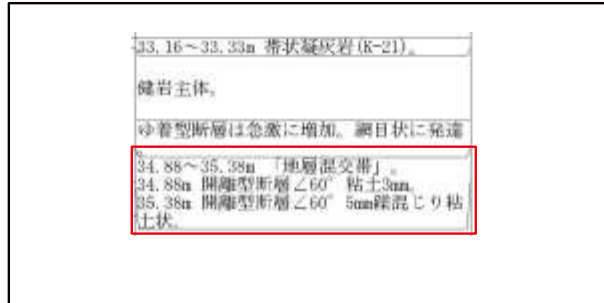 33.16～33.33m 帯状凝灰岩(K-21)。
健岩主体。
ゆ着型断層は急激に増加。網目状に発達
34.88～35.38m 「地層混交帯」。
34.88m 開離型断層∠60° 粘土3mm。
35.38m 開離型断層∠60° 5mm礫混じり粘
土状。